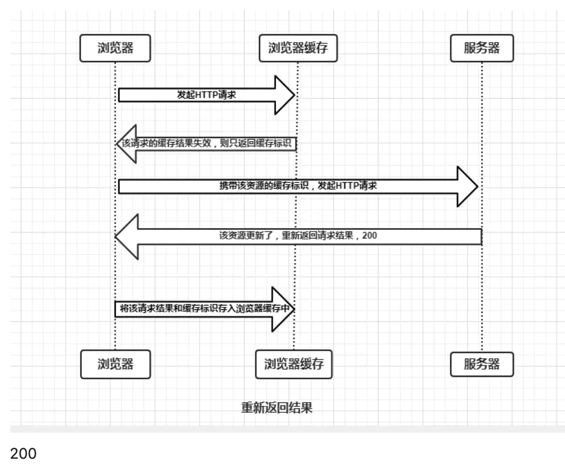 浏览器 浏览器缓存 服务器
发起HTTP请求
该请求的缓存结果失效，则只返回缓存标识
携带该资源的缓存标识，发起HTTP请求
该资源更新了，重新返回请求结果，200
将该请求结果和缓存标识存入浏览器缓存中
浏览器 浏览器缓存 服务器
重新返回结果
200